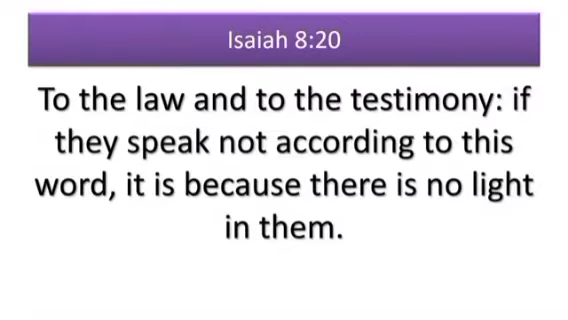 Isaiah 8:20
To the law and to the testimony: if
they speak not according to this
word, it is because there is no light
in them.